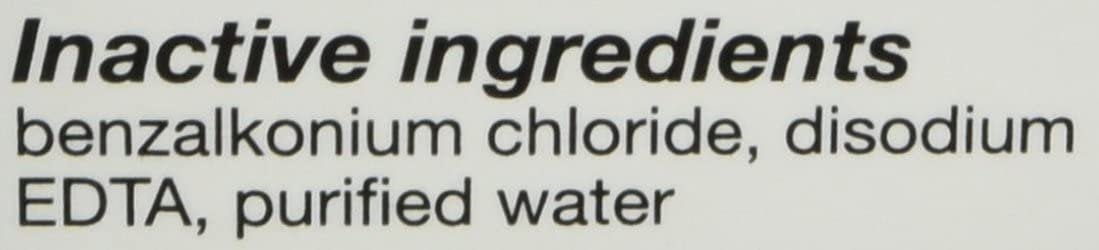 Inactive ingredients
benzalkonium chloride, disodium
EDTA, purified water